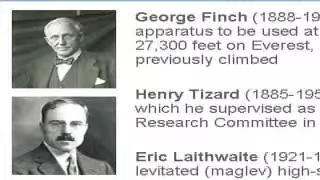 George Finch (1888-19
apparatus to be used at
27,300 feet on Everest,
previously climbed
Henry Tizard (1885-195
which he supervised as
Research Committee in
Eric Laithwaite (1921-1
levitated (maglev) high-s